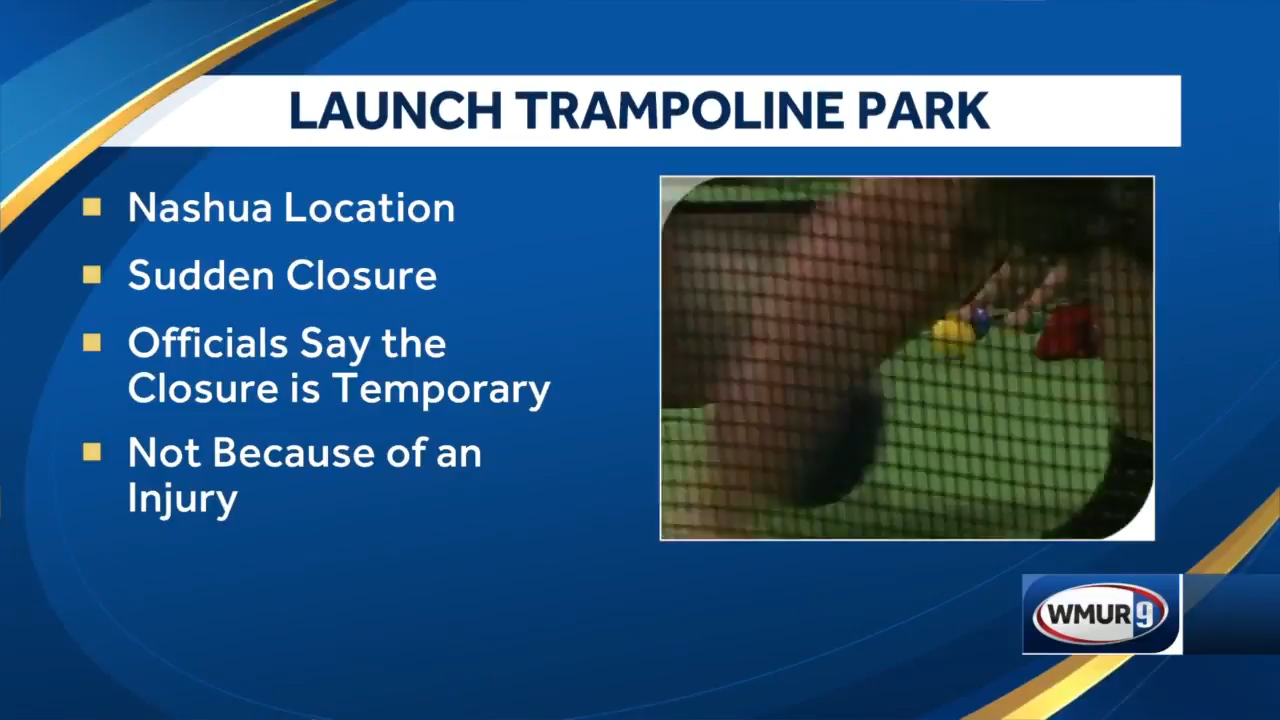 LAUNCH TRAMPOLINE PARK
Nashua Location
Sudden Closure
Officials Say the
Closure is Temporary
Not Because of an
Injury
WMUR9